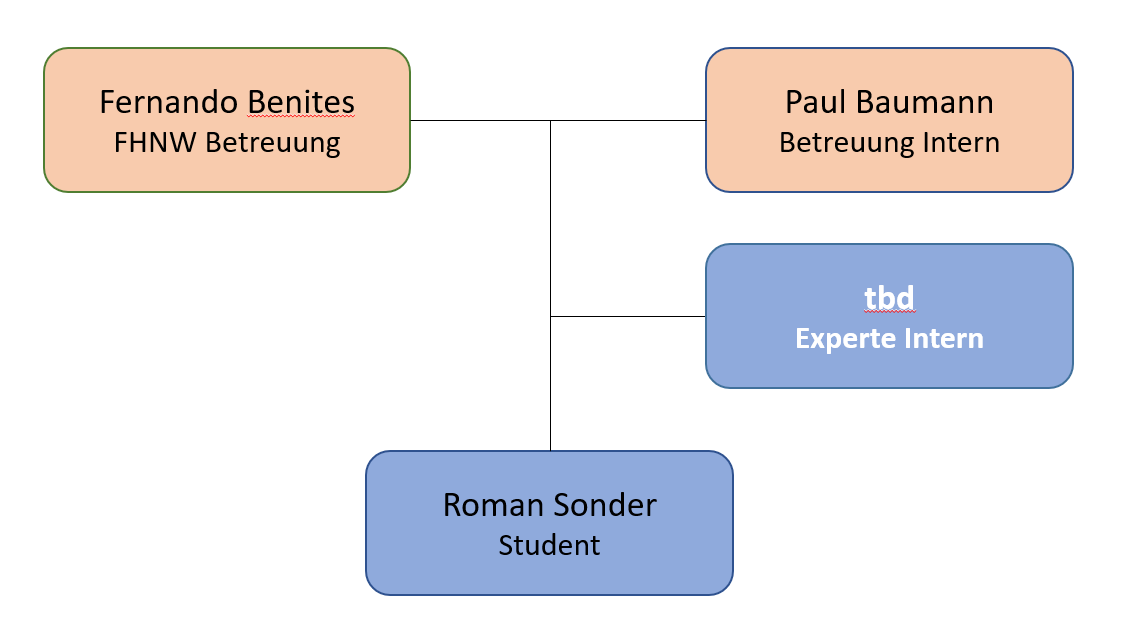 Fernando Benites
FHNW Betreuung
Paul Baumann
Betreuung Intern
tbd
Experte Intern
Roman Sonder
Student